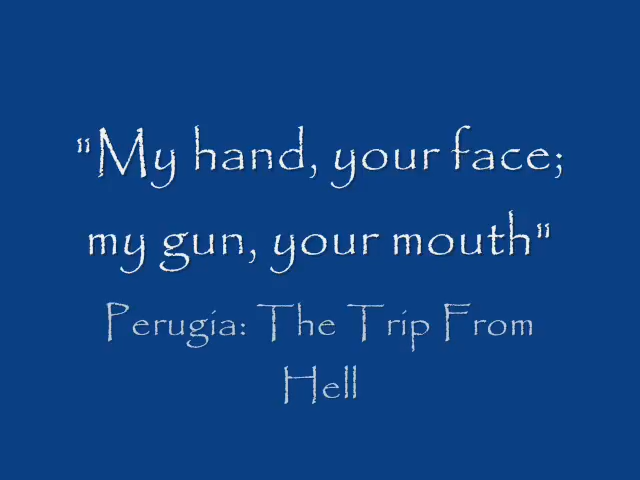 "My hand, your face;
my gun, your mouth"
Perugia: The Trip From
Hell